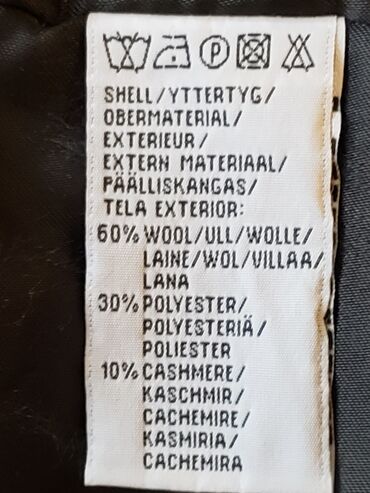 P
SHELL/YTTERTYG/
OBERMATERIAL/
EXTERIEUR/
EXTERN MATERIAAL/
PÄÄLLISKANGAS/
TELA EXTERIOR:
60% WOOL/ULL/WOLLE/
LAINE/WOL/VILLAA/
LANA
30% POLYESTER/
POLYESTERIÄ/
POLIESTER
10% CASHMERE/
KASCHMIR/
CACHEMIRE/
KASMIRIA/
CACHEMIRA